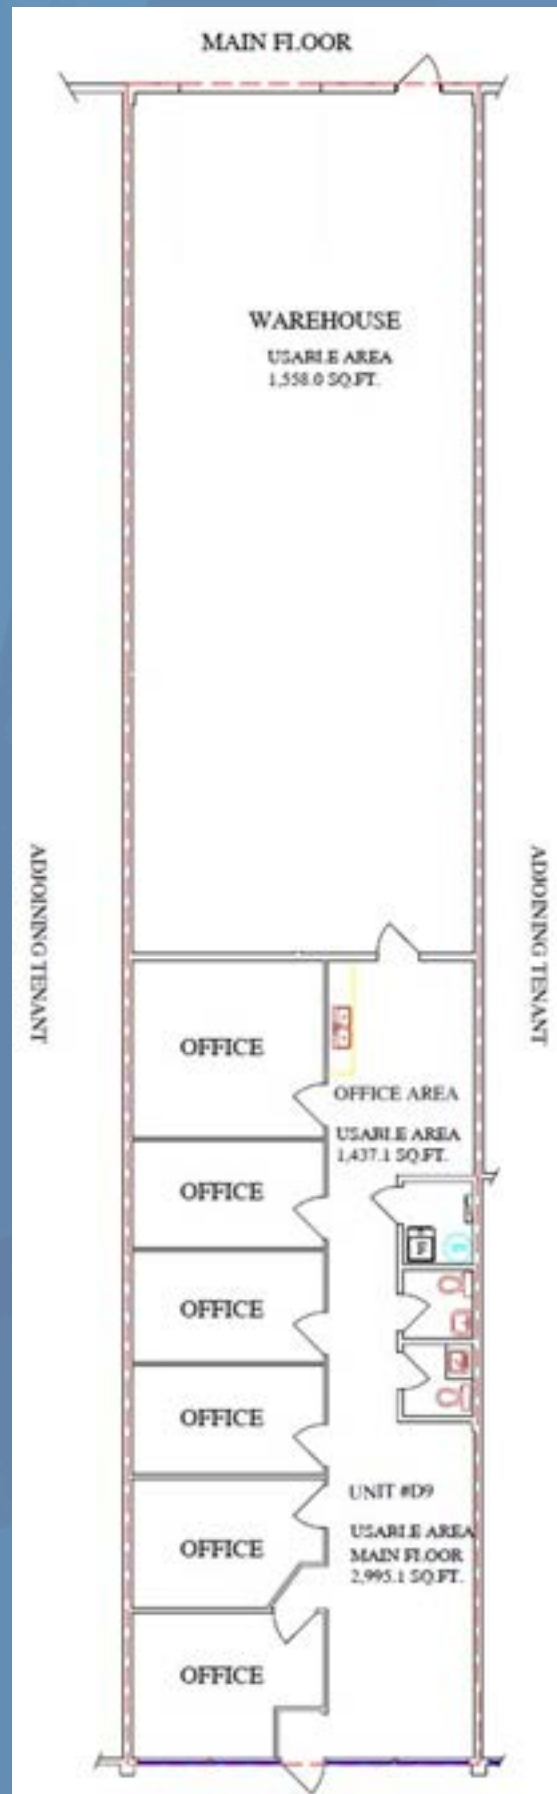 MAIN FLOOR
WAREHOUSE
USABLE AREA
1,558.0 SQ.FT.
ADJOINING TENANT
ADJOINING TENANT
OFFICE
OFFICE AREA
USABLE AREA
1,437.1 SQ.FT.
OFFICE
F
OFFICE
OFFICE
UNIT #D9
USABLE AREA
MAIN FLOOR
2,995.1 SQ.FT.
OFFICE
OFFICE